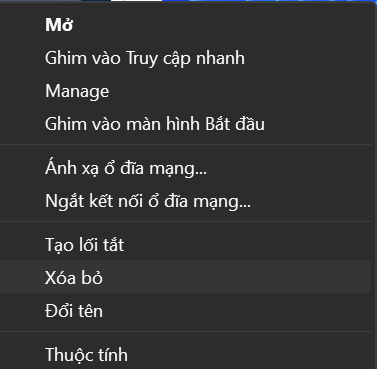 Mở
Ghim vào Truy cập nhanh
Manage
Ghim vào màn hình Bắt đầu
Ánh xạ ổ đĩa mạng...
Ngắt kết nối ổ đĩa mạng...
Tạo lối tắt
Xóa bỏ
Đổi tên
Thuộc tính